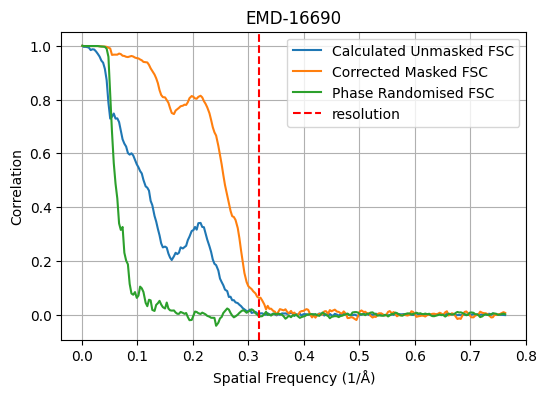 EMD-16690
Calculated Unmasked FSC
Corrected Masked FSC
Phase Randomised FSC
resolution
Correlation
1.0
0.8
0.6
0.4
0.2
0.0
0.0 0.1 0.2 0.3 0.4 0.5 0.6 0.7 0.8
Spatial Frequency (1/Å)